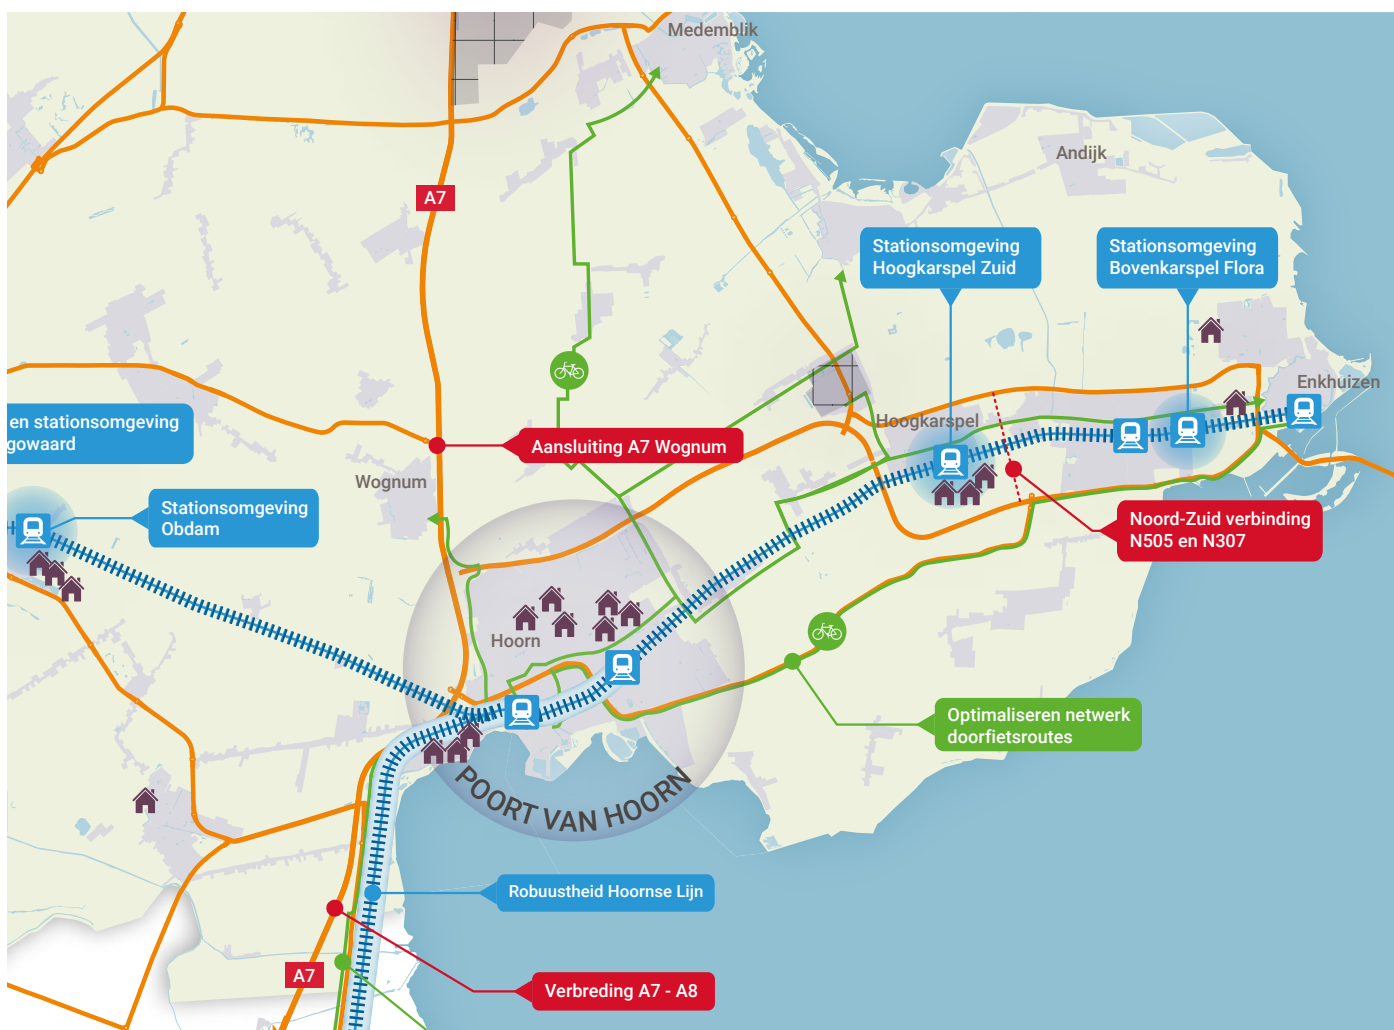 Medemblik
Andijk
A7
Stationsomgeving
Hoogkarspel Zuid
Stationsomgeving
Bovenkarspel Flora
Enkhuizen
en stationsomgeving
gowaard
Hoogkarspel
Aansluiting A7 Wognum
Wognum
Stationsomgeving
Obdam
Noord-Zuid verbinding
N505 en N307
Hoorn
Optimaliseren netwerk
doorfietsroutes
POORT VAN HOORN
Robuustheid Hoornse Lijn
A7
Verbreding A7 - A8